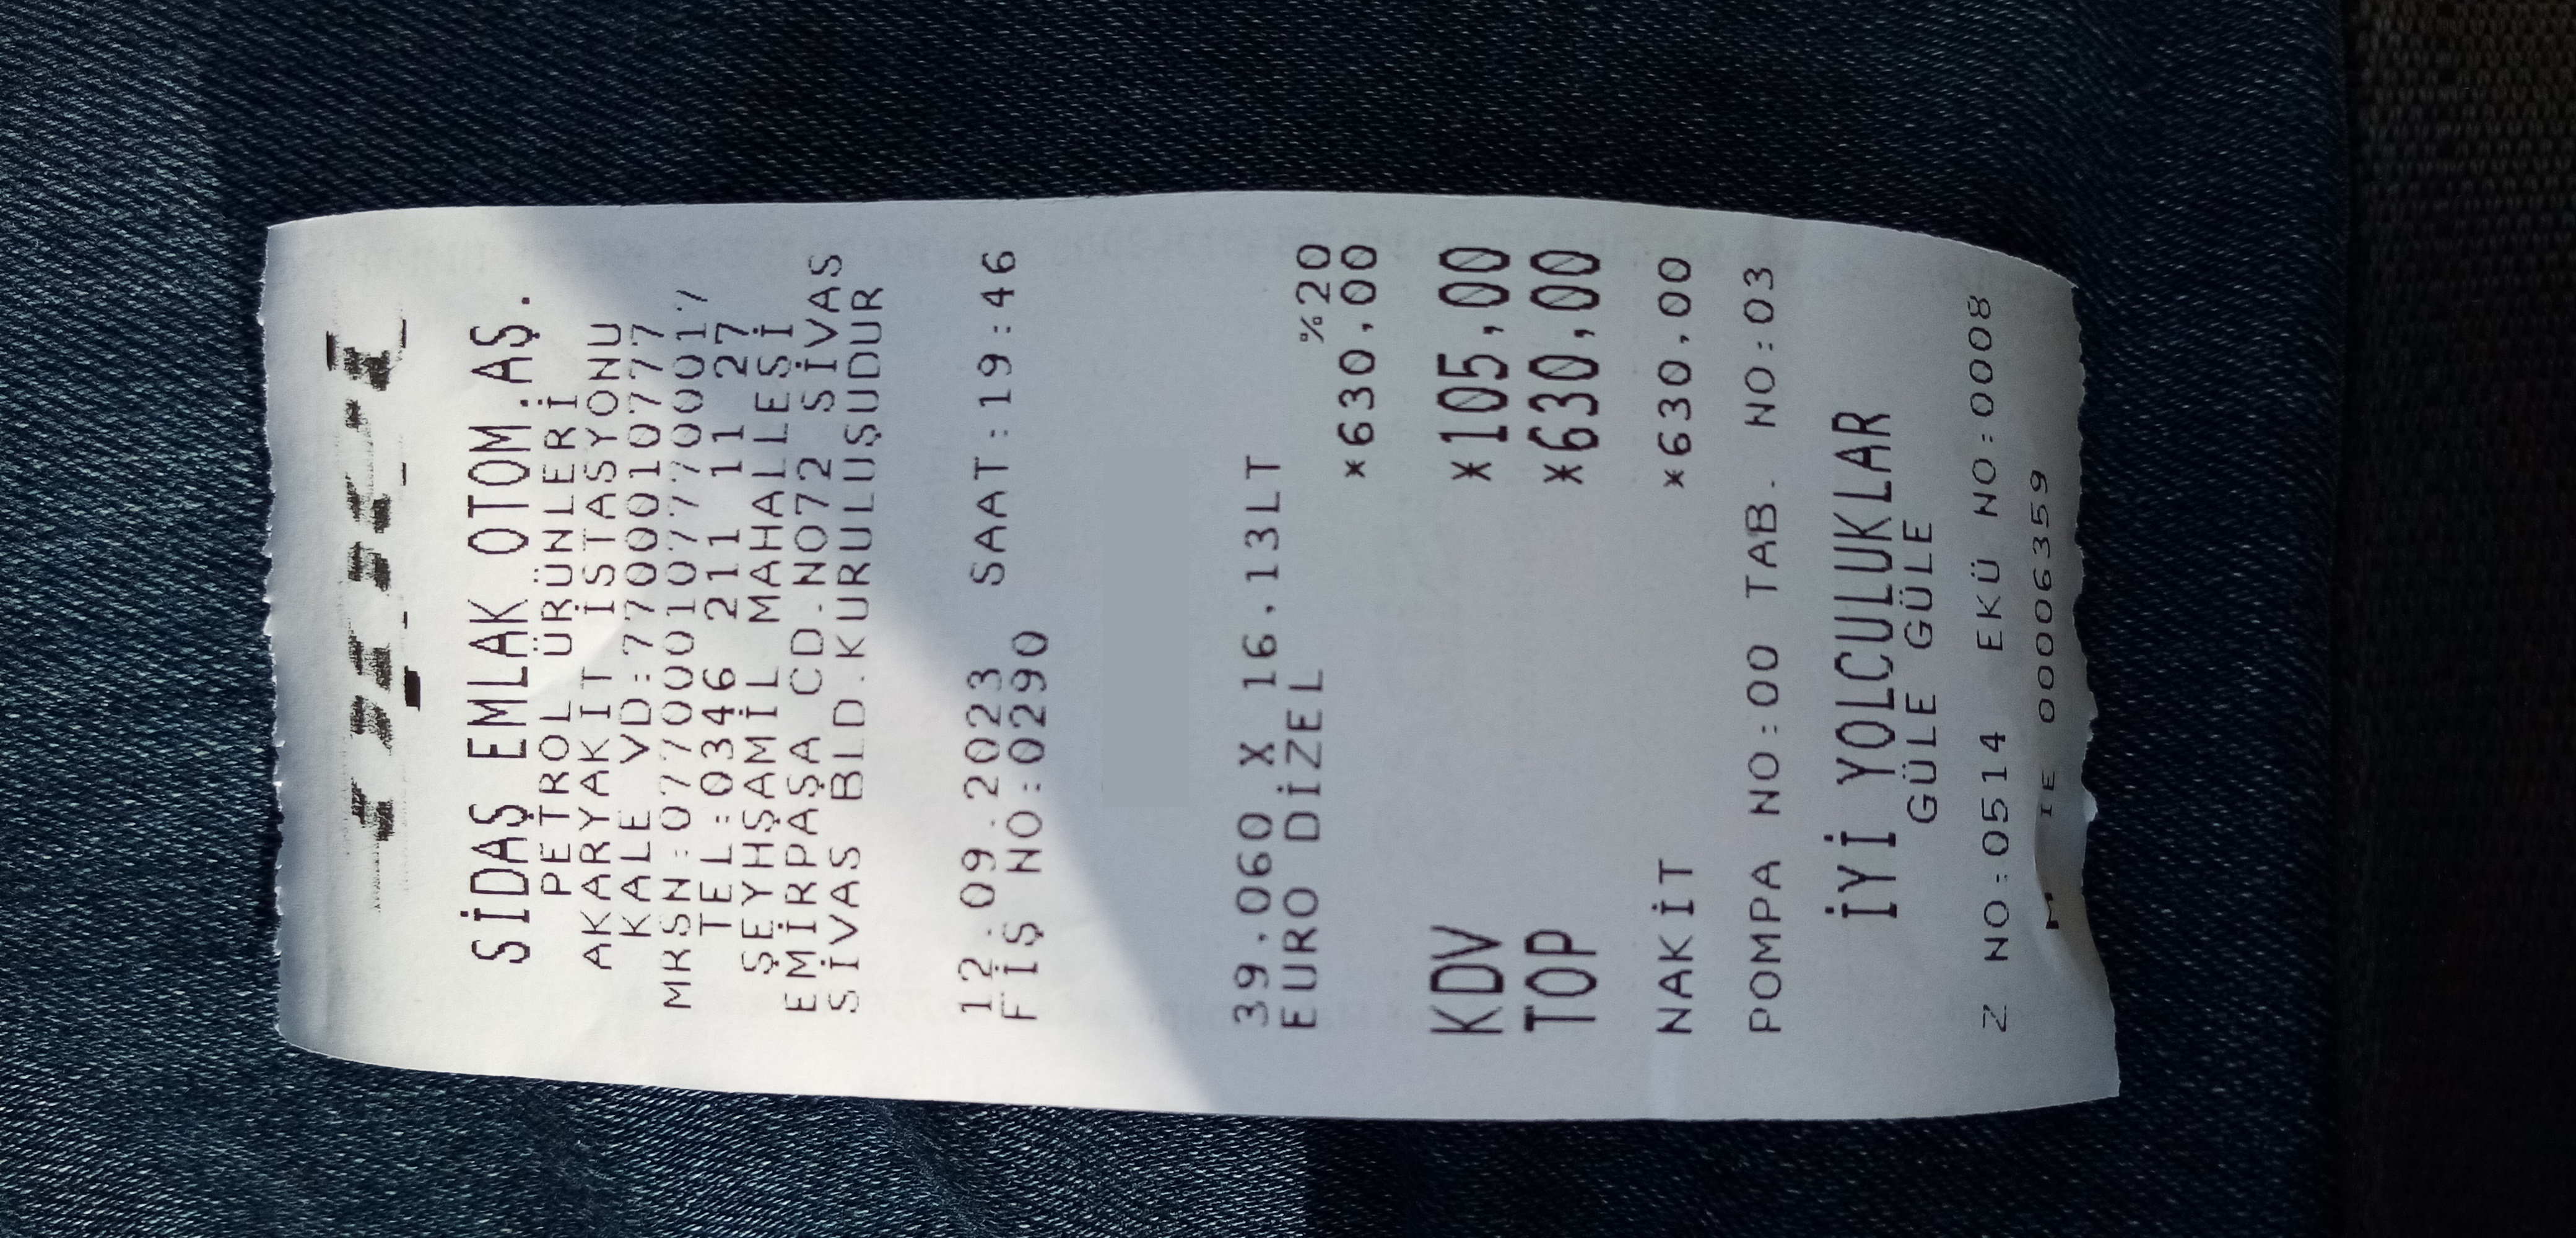 SİDAŞ EMLAK OTOM.AŞ.
PETROL ÜRÜNLERİ
AKARYAKIT İSTASYONU
KALE VD:7700010777
MRSN:0770001077700017
TEL:0346 211 11 27
ŞEYHŞAMİL MAHALLESİ
EMİRPAŞA CD.NO72 SİVAS
SİVAS BLD.KURULUŞUDUR
12.09.2023 SAAT:19:46
FİŞ NO:0290
39.060 X 16.13LT
EURO DİZEL %20
*630,00
KDV *105,00
TOP *630,00
NAKİT *630,00
POMPA NO:00 TAB. NO:03
İYİ YOLCULUKLAR
GÜLE GÜLE
Z NO:0514 EKÜ NO:0008
IE 00006359